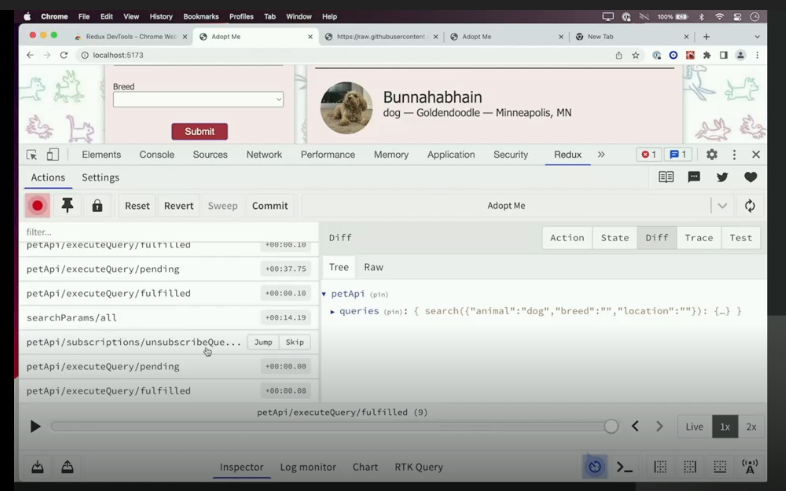 Chrome File Edit View History Bookmarks Profiles Tab Window Help 100%
Redux DevTools - Chrome Web Adopt Me https://raw.githubusercontent. Adopt Me New Tab
localhost:5173
Breed
Submit
Bunnahabhain
dog — Goldendoodle — Minneapolis, MN
Elements Console Sources Network Performance Memory Application Security Redux » 1 1
Actions Settings
Reset Revert Sweep Commit Adopt Me
filter...
petApi/executeQuery/fulfilled +00:00.10
petApi/executeQuery/pending +00:37.75
petApi/executeQuery/fulfilled +00:00.10
searchParams/all +00:14.19
petApi/subscriptions/unsubscribeQue... Jump Skip
petApi/executeQuery/pending +00:00.00
petApi/executeQuery/fulfilled +00:00.08
Diff Action State Diff Trace Test
Tree Raw
petApi (pin)
queries (pin): { search({"animal":"dog","breed":"","location":""}): {…} }
petApi/executeQuery/fulfilled (9)
Live 1x 2x
Inspector Log monitor Chart RTK Query